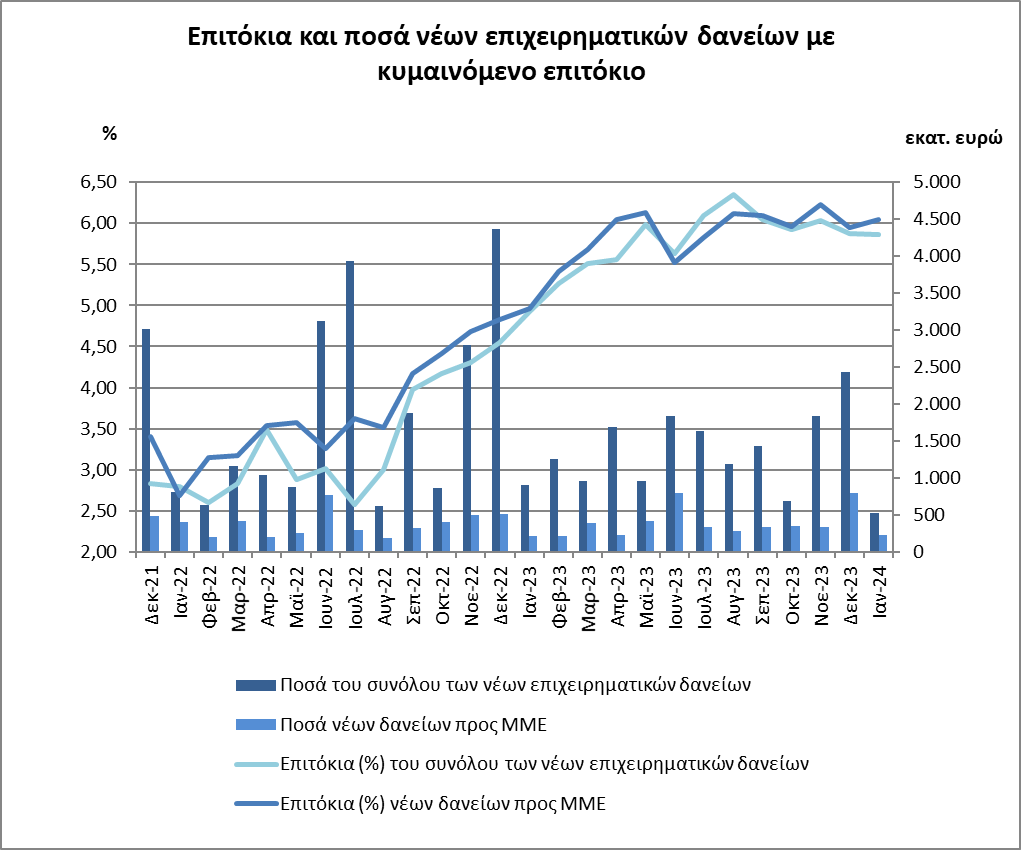 Επιτόκια και ποσά νέων επιχειρηματικών δανείων με
κυμαινόμενο επιτόκιο
%
εκατ. ευρώ
6,50
6,00
5,50
5,00
4,50
4,00
3,50
3,00
2,50
2,00
5.000
4.500
4.000
3.500
3.000
2.500
2.000
1.500
1.000
500
0
Δεκ-21
Ιαν-22
Φεβ-22
Μαρ-22
Απρ-22
Μαϊ-22
Ιουν-22
Ιουλ-22
Αυγ-22
Σεπ-22
Οκτ-22
Νοε-22
Δεκ-22
Ιαν-23
Φεβ-23
Μαρ-23
Απρ-23
Μαϊ-23
Ιουν-23
Ιουλ-23
Αυγ-23
Σεπ-23
Οκτ-23
Νοε-23
Δεκ-23
Ιαν-24
Ποσά του συνόλου των νέων επιχειρηματικών δανείων
Ποσά νέων δανείων προς ΜΜΕ
Επιτόκια (%) του συνόλου των νέων επιχειρηματικών δανείων
Επιτόκια (%) νέων δανείων προς ΜΜΕ